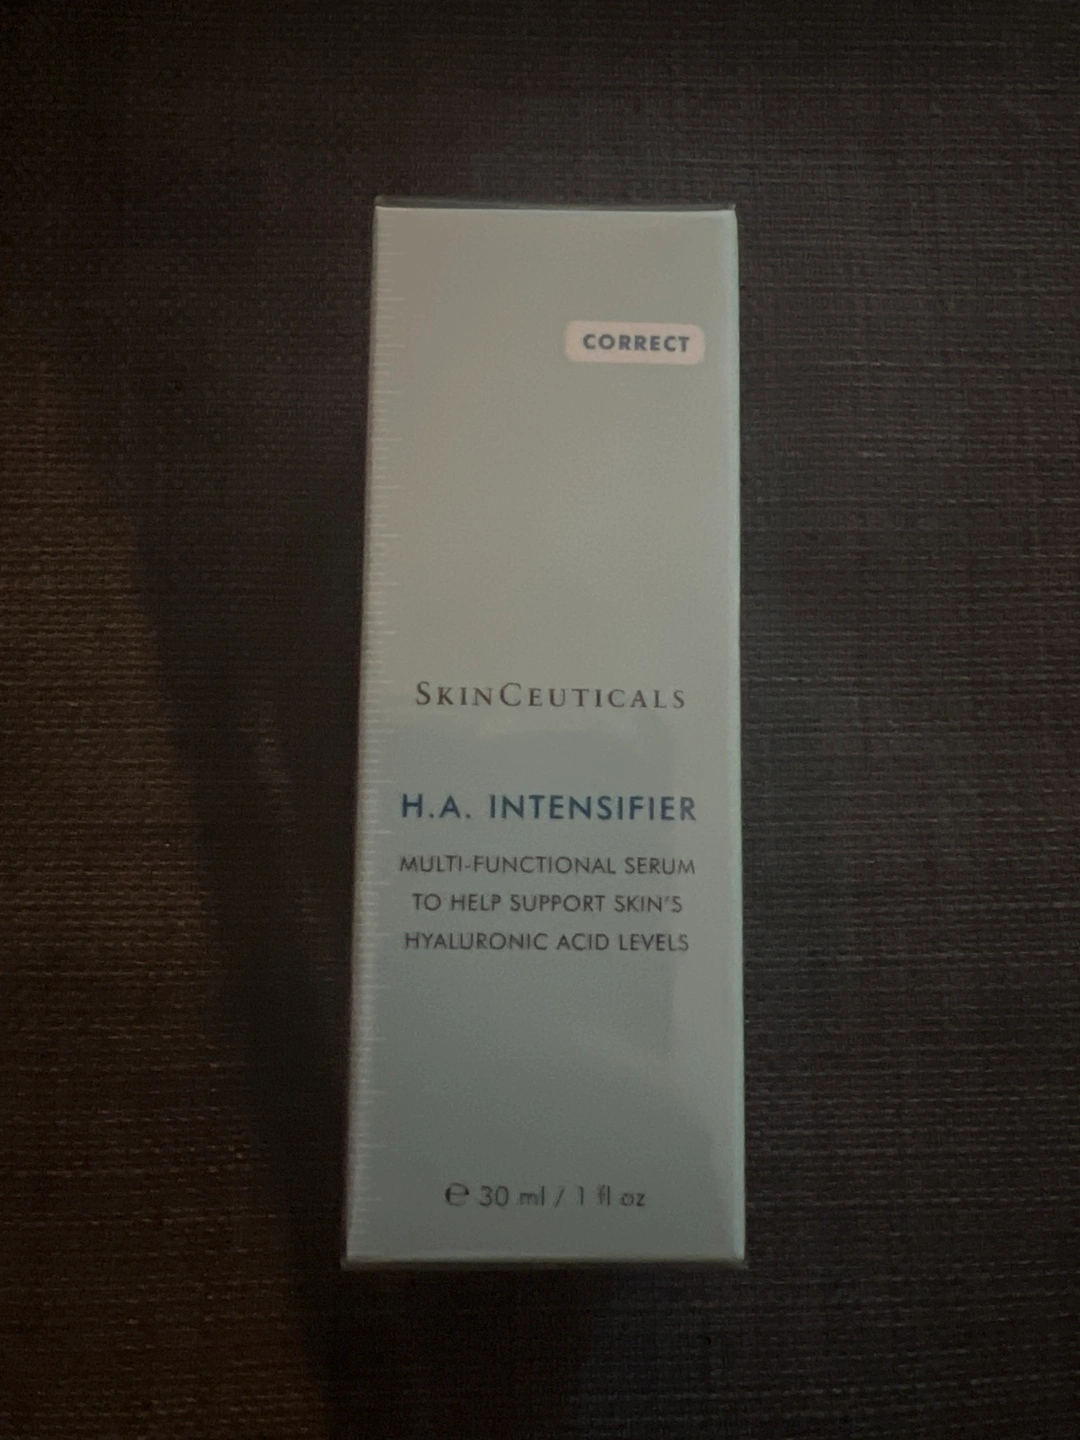 CORRECT
SKINCEUTICALS
H.A. INTENSIFIER
MULTI-FUNCTIONAL SERUM
TO HELP SUPPORT SKIN'S
HYALURONIC ACID LEVELS
℮ 30 ml / 1 fl oz